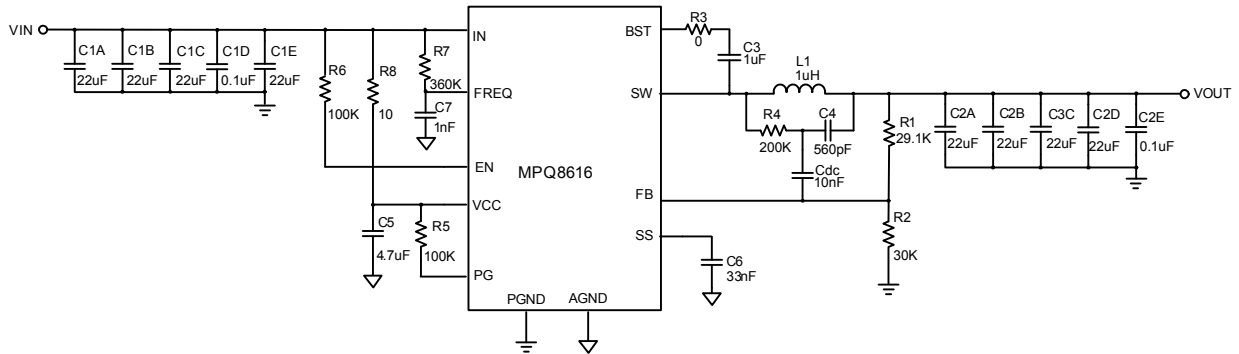 VIN
C1A
22uF
C1B
22uF
C1C
22uF
C1D
0.1uF
C1E
22uF
R6
100K
R8
10
R7
360K
C7
1nF
C5
4.7uF
R5
100K
IN
FREQ
EN
VCC
PG
MPQ8616
PGND
AGND
BST
SW
FB
SS
R3
0
C3
1uF
L1
1uH
R4
200K
C4
560pF
Cdc
10nF
R1
29.1K
R2
30K
C6
33nF
C2A
22uF
C2B
22uF
C3C
22uF
C2D
22uF
C2E
0.1uF
VOUT